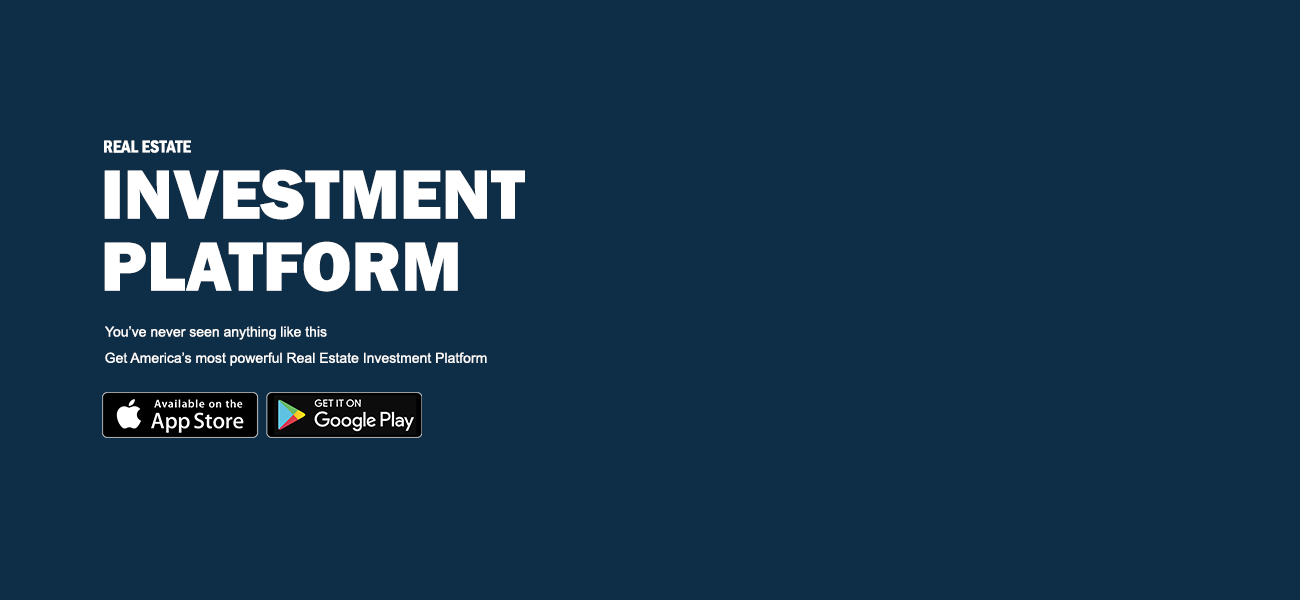 REAL ESTATE
INVESTMENT
PLATFORM
You’ve never seen anything like this
Get America’s most powerful Real Estate Investment Platform
Available on the
App Store
GET IT ON
Google Play